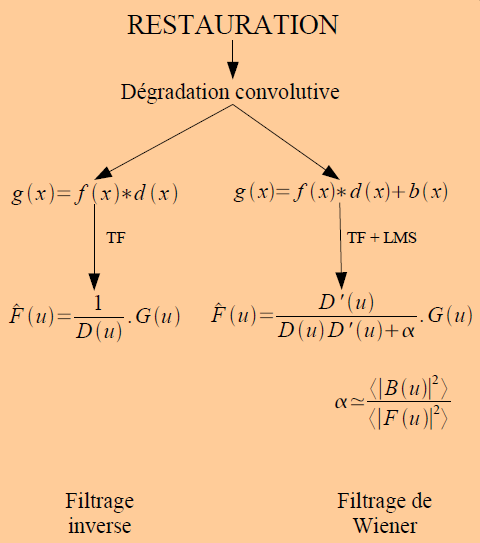 RESTAURATION
Dégradation convolutive
g(x)=f(x)∗d(x)
g(x)=f(x)∗d(x)+b(x)
TF
TF + LMS
F̂(u)=1/D(u).G(u)
F̂(u)=D'(u)/(D(u)D'(u)+α).G(u)
α≃⟨|B(u)|²⟩/⟨|F(u)|²⟩
Filtrage
inverse
Filtrage de
Wiener